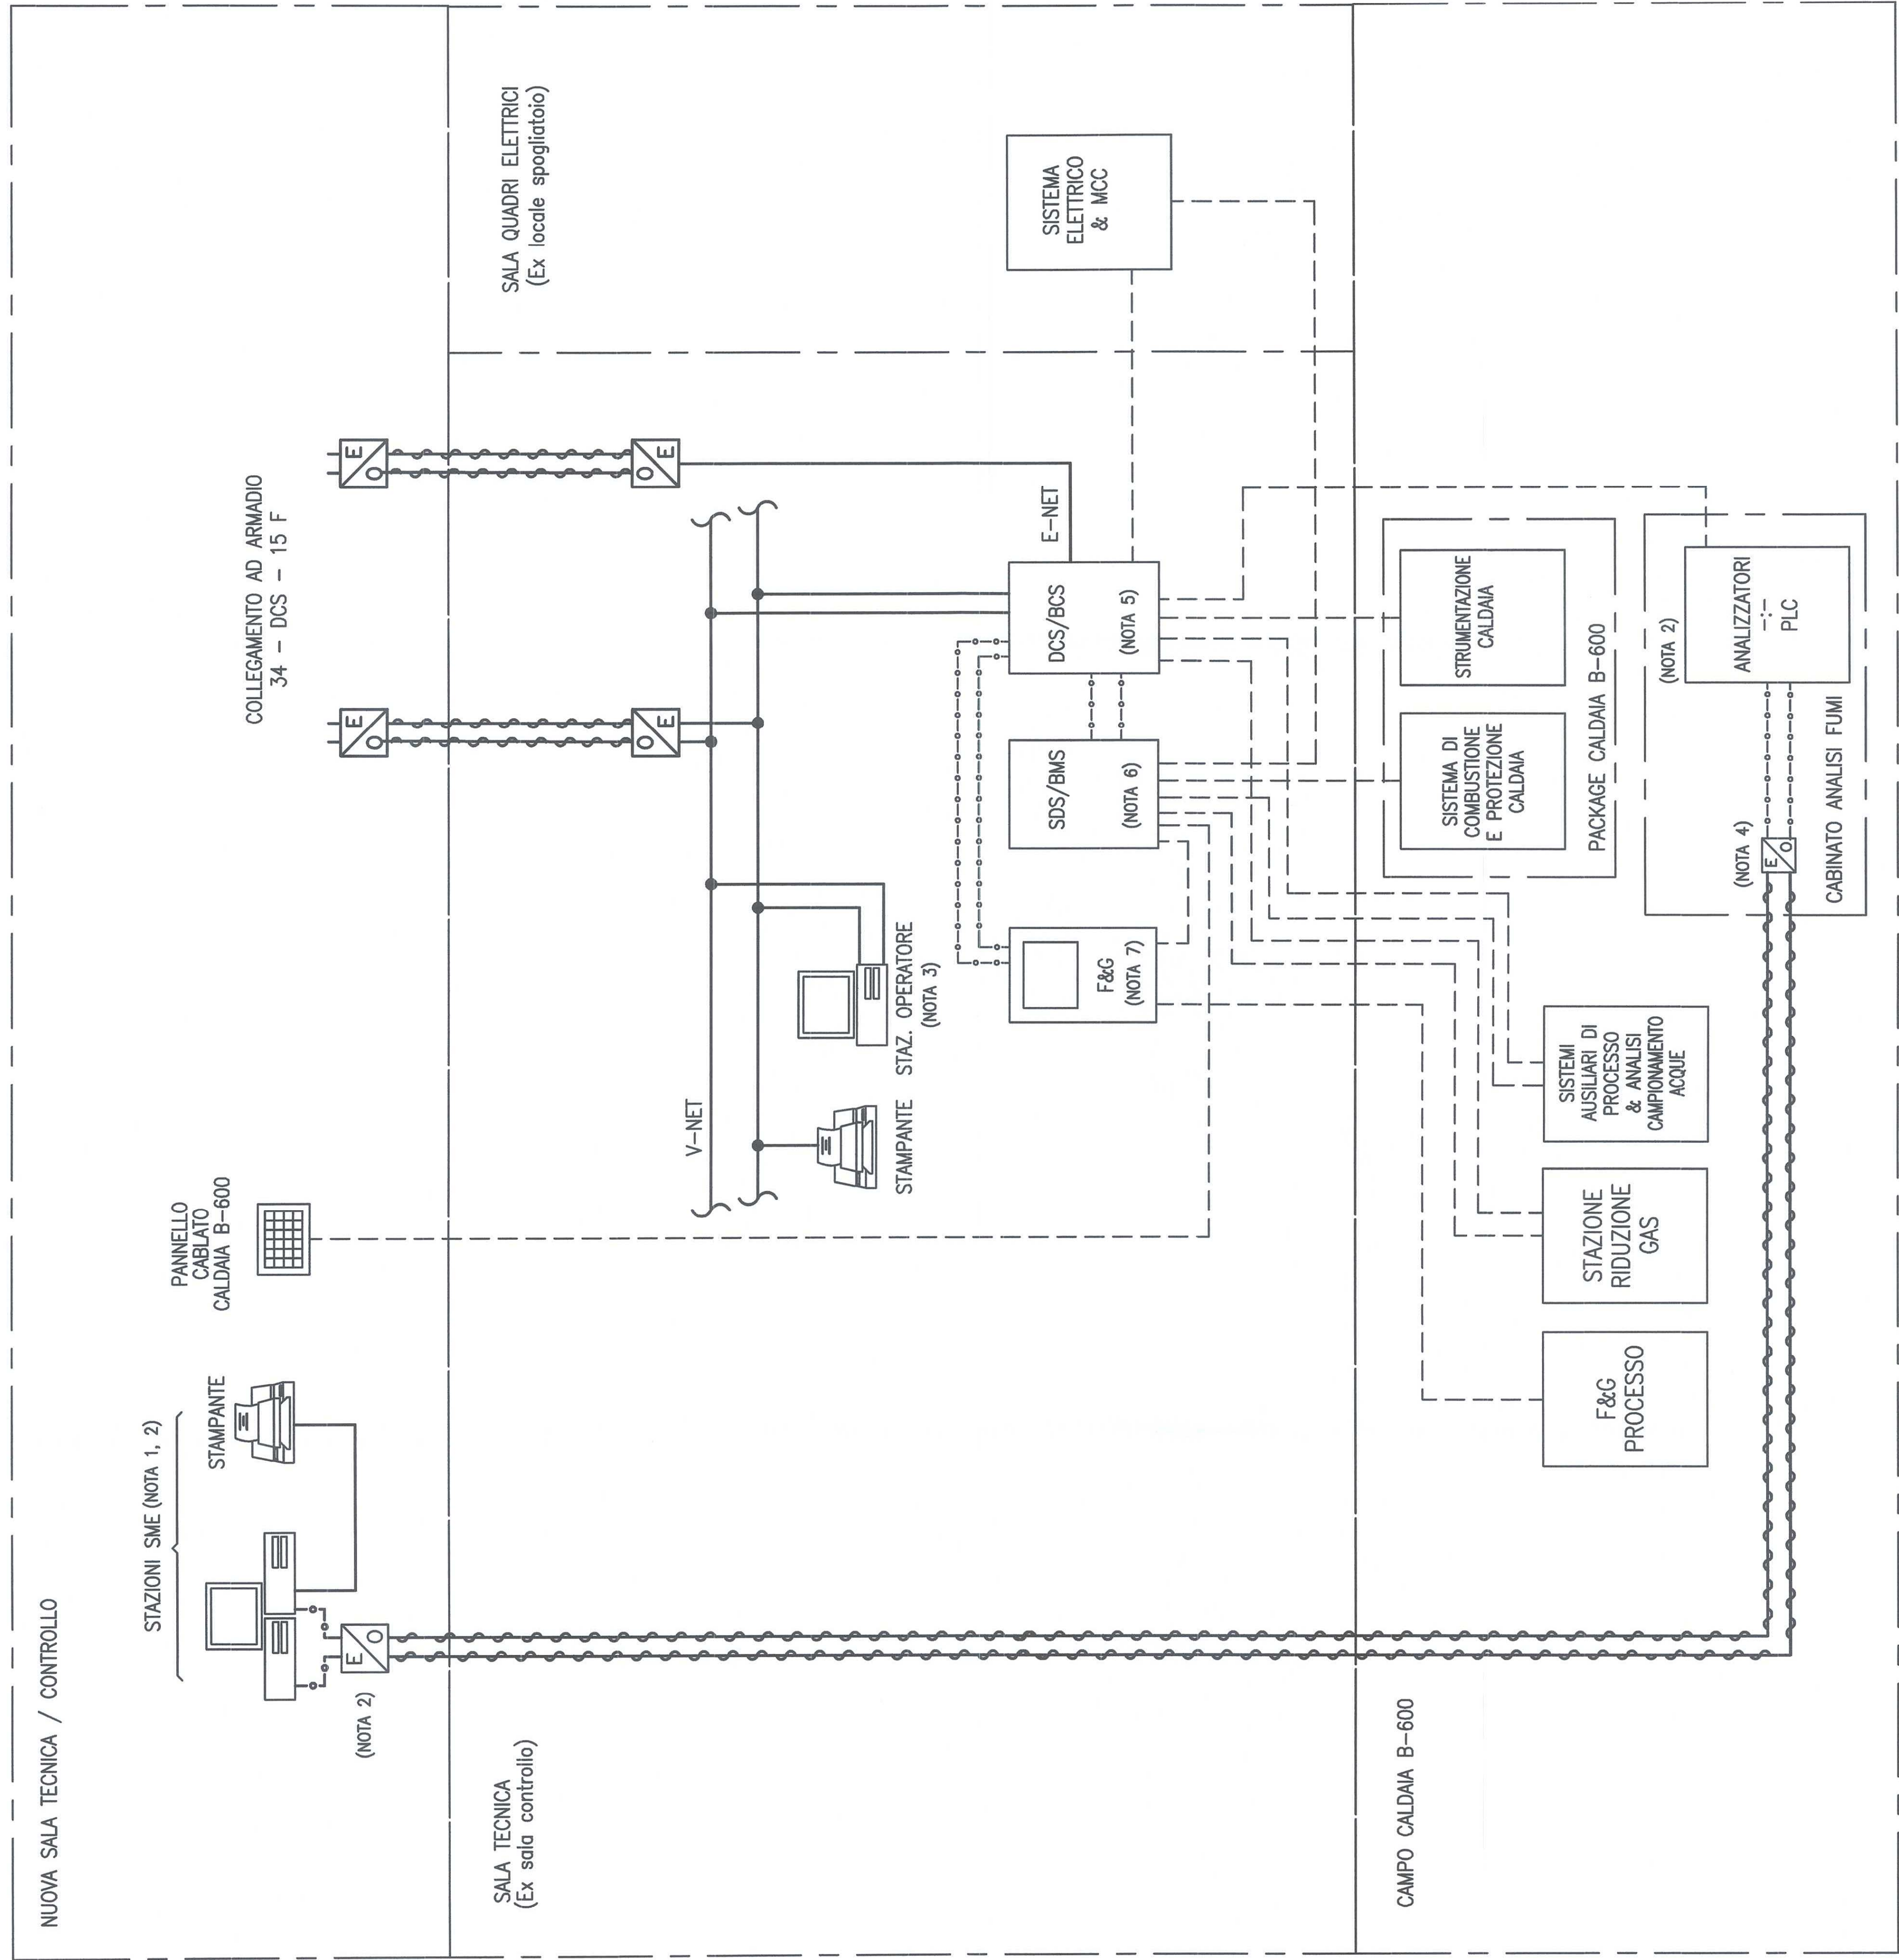 NUOVA SALA TECNICA / CONTROLLO
STAZIONI SME (NOTA 1, 2)
STAMPANTE
E
O
(NOTA 2)
PANNELLO
CABLATO
CALDAIA B-600
COLLEGAMENTO AD ARMADIO
34 - DCS - 15 F
E
O
E
O
SALA TECNICA
(Ex sala controllo)
SALA QUADRI ELETTRICI
(Ex locale spogliatoio)
O
E
O
E
V-NET
E-NET
STAMPANTE
STAZ. OPERATORE
(NOTA 3)
F&G
(NOTA 7)
SDS/BMS
(NOTA 6)
DCS/BCS
(NOTA 5)
SISTEMA
ELETTRICO
& MCC
CAMPO CALDAIA B-600
F&G
PROCESSO
STAZIONE
RIDUZIONE
GAS
SISTEMI
AUSILIARI DI
PROCESSO
& ANALISI
CAMPIONAMENTO
ACQUE
SISTEMA DI
COMBUSTIONE
E PROTEZIONE
CALDAIA
STRUMENTAZIONE
CALDAIA
PACKAGE CALDAIA B-600
(NOTA 2)
ANALIZZATORI
-:-
PLC
(NOTA 4)
E
O
CABINATO ANALISI FUMI